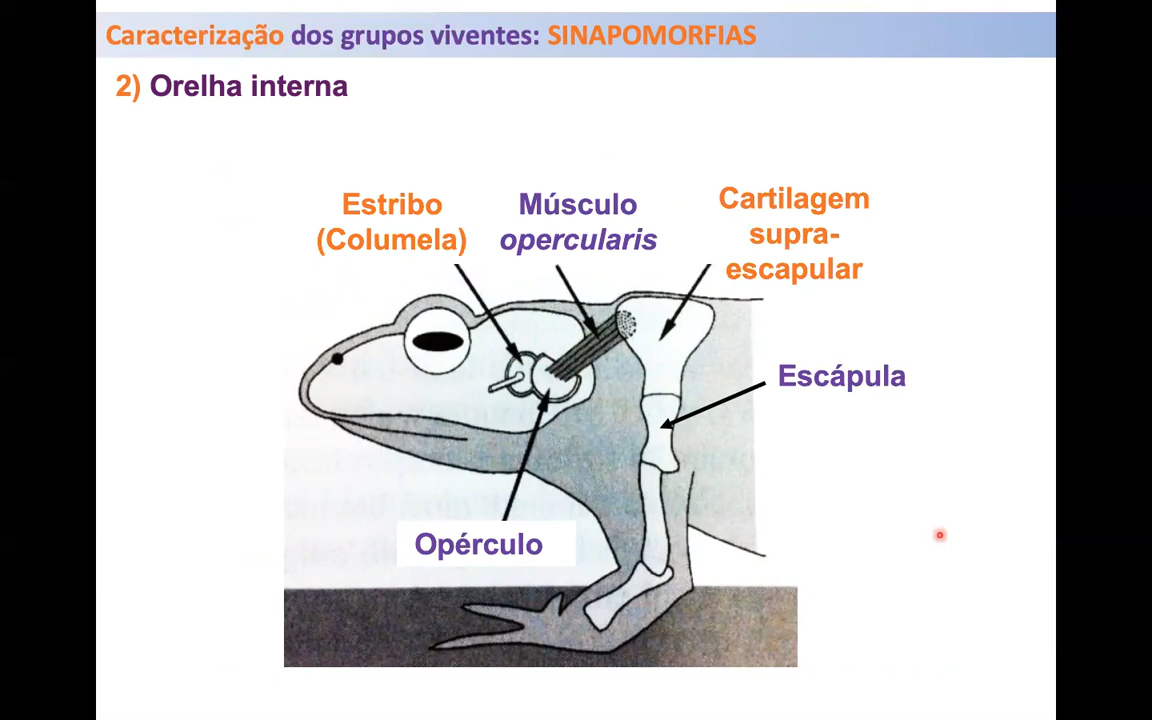 Caracterização dos grupos viventes: SINAPOMORFIAS
2) Orelha interna
Estribo
(Columela)
Músculo
opercularis
Cartilagem
supra-
escapular
Escápula
Opérculo